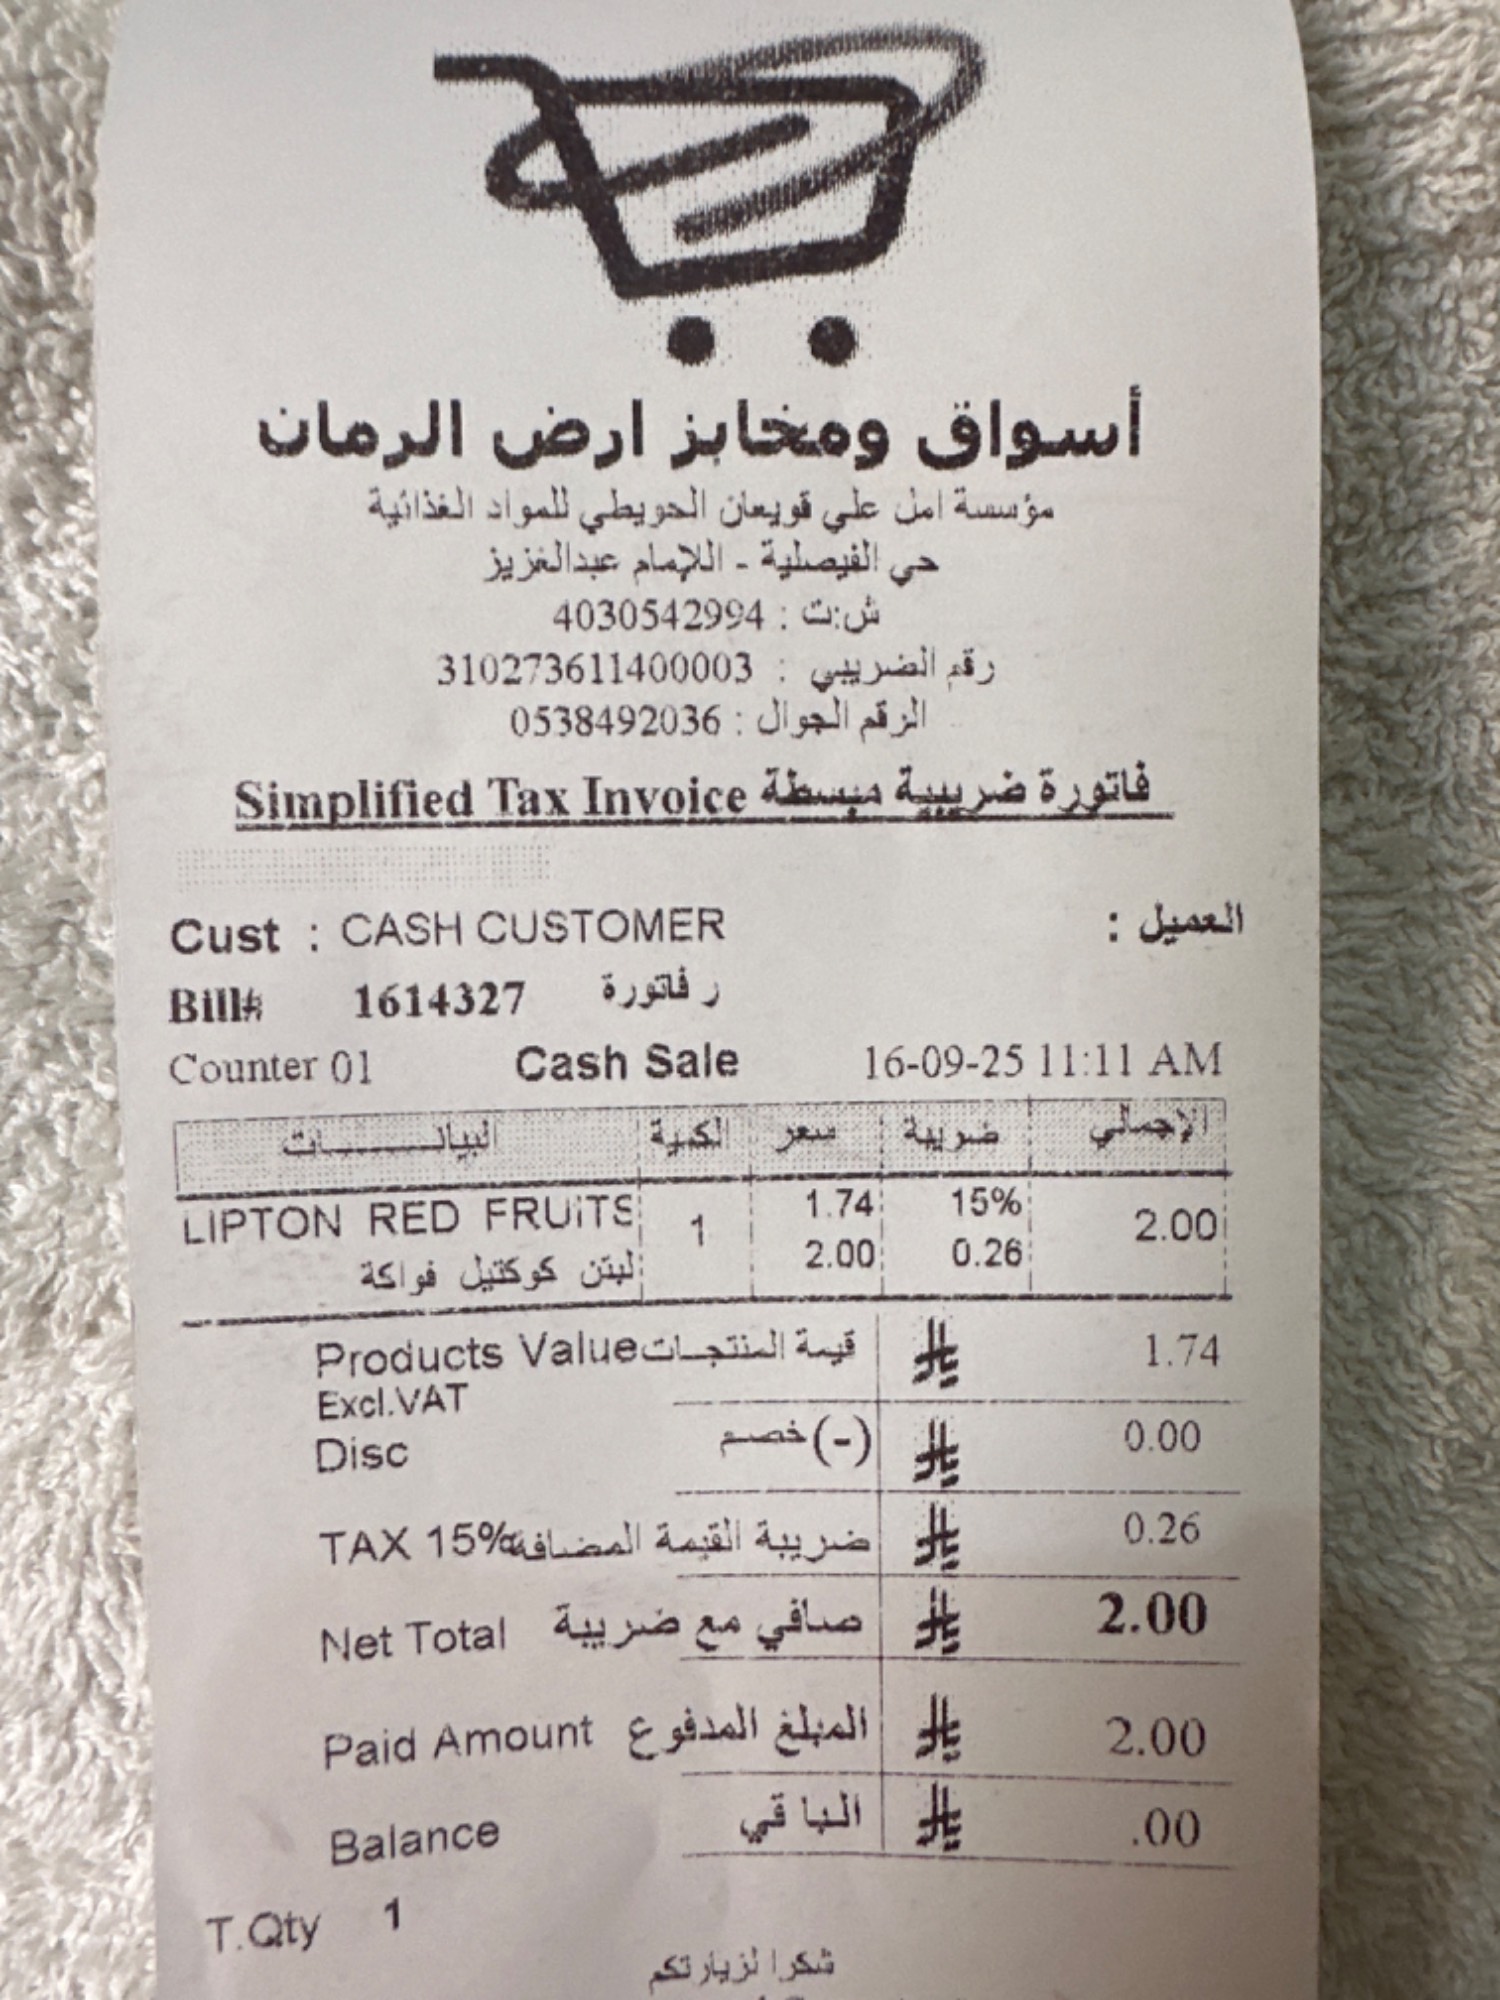 أسواق ومخابز ارض الرمان
مؤسسة امل علي قويعان الحويطي للمواد الغذائية
حي الفيصلية - اللإمام عبدالعزيز
ش:ت : 4030542994
رقم الضريبي : 310273611400003
الرقم الجوال : 0538492036
Simplified Tax Invoice فاتورة ضريبية مبسطة
Cust : CASH CUSTOMER العميل :
Bill# 1614327 ر فاتورة
Counter 01 Cash Sale 16-09-25 11:11 AM
البيانـــــــات الكمية سعر ضريبة الإجمالي
LIPTON RED FRUiTS 1 1.74 15% 2.00
لبتن كوكتيل فواكة 2.00 0.26
Products Value قيمة المنتجـات 1.74
Excl.VAT
Disc خصم (-) 0.00
TAX 15% ضريبة القيمة المضافة 0.26
Net Total صافي مع ضريبة 2.00
Paid Amount المبلغ المدفوع 2.00
Balance البا قي .00
T.Qty 1
شكرا لزيارتكم